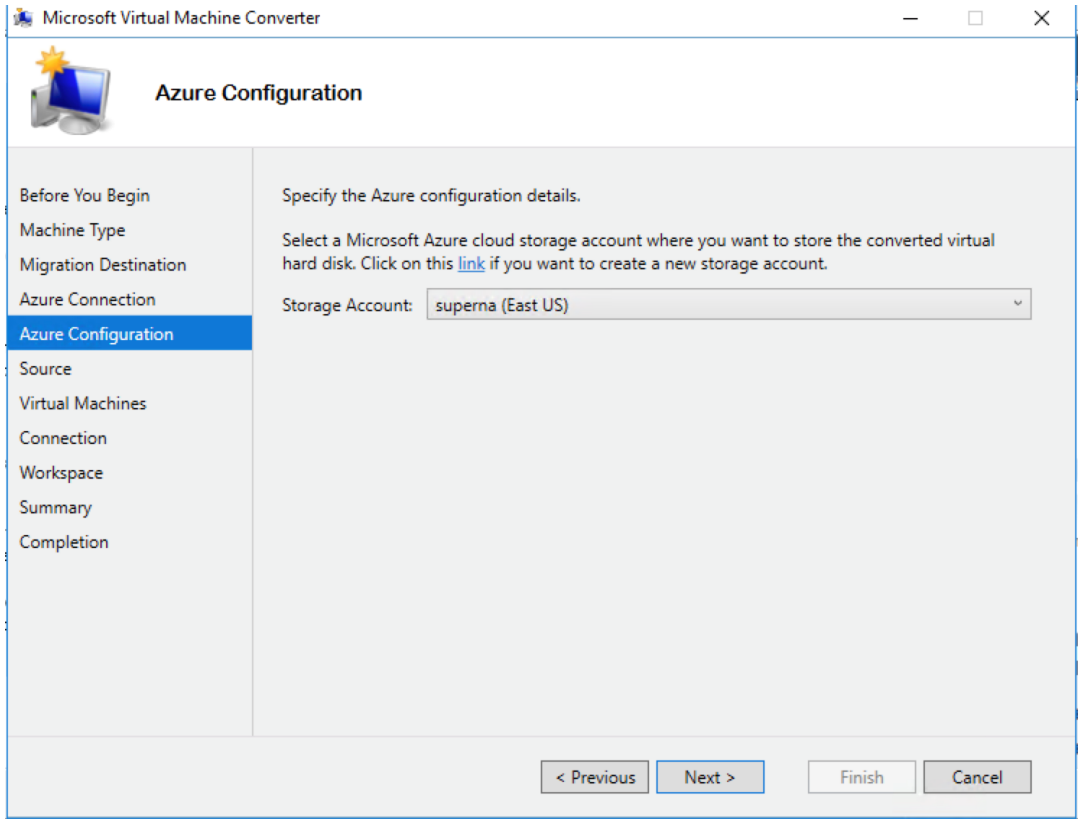 Microsoft Virtual Machine Converter
Azure Configuration
Before You Begin
Machine Type
Migration Destination
Azure Connection
Azure Configuration
Source
Virtual Machines
Connection
Workspace
Summary
Completion
Specify the Azure configuration details.
Select a Microsoft Azure cloud storage account where you want to store the converted virtual
hard disk. Click on this link if you want to create a new storage account.
Storage Account: superna (East US)
< Previous Next > Finish Cancel